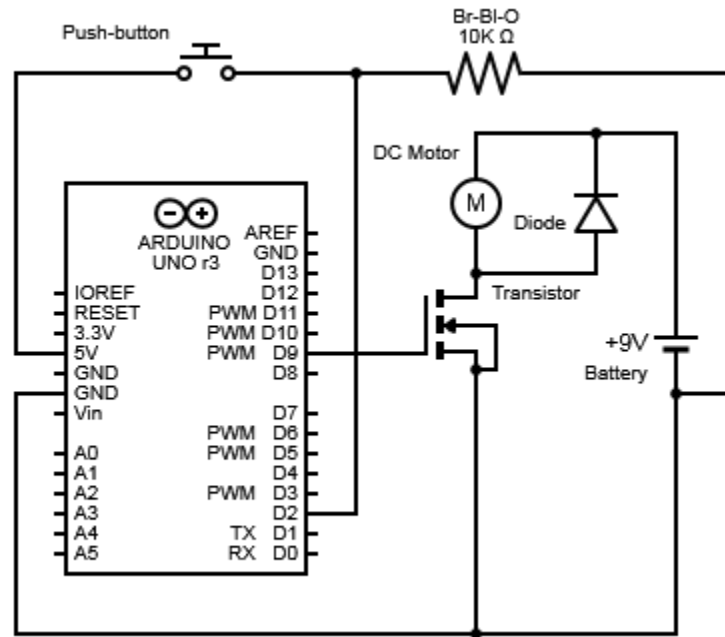 Push-button
Br-Bl-O
10K Ω
DC Motor
M
Diode
Transistor
+9V
Battery
ARDUINO
UNO r3
IOREF
RESET
3.3V
5V
GND
GND
Vin
A0
A1
A2
A3
A4
A5
AREF
GND
D13
D12
PWM D11
PWM D10
PWM D9
D8
D7
PWM D6
PWM D5
D4
PWM D3
D2
TX D1
RX D0